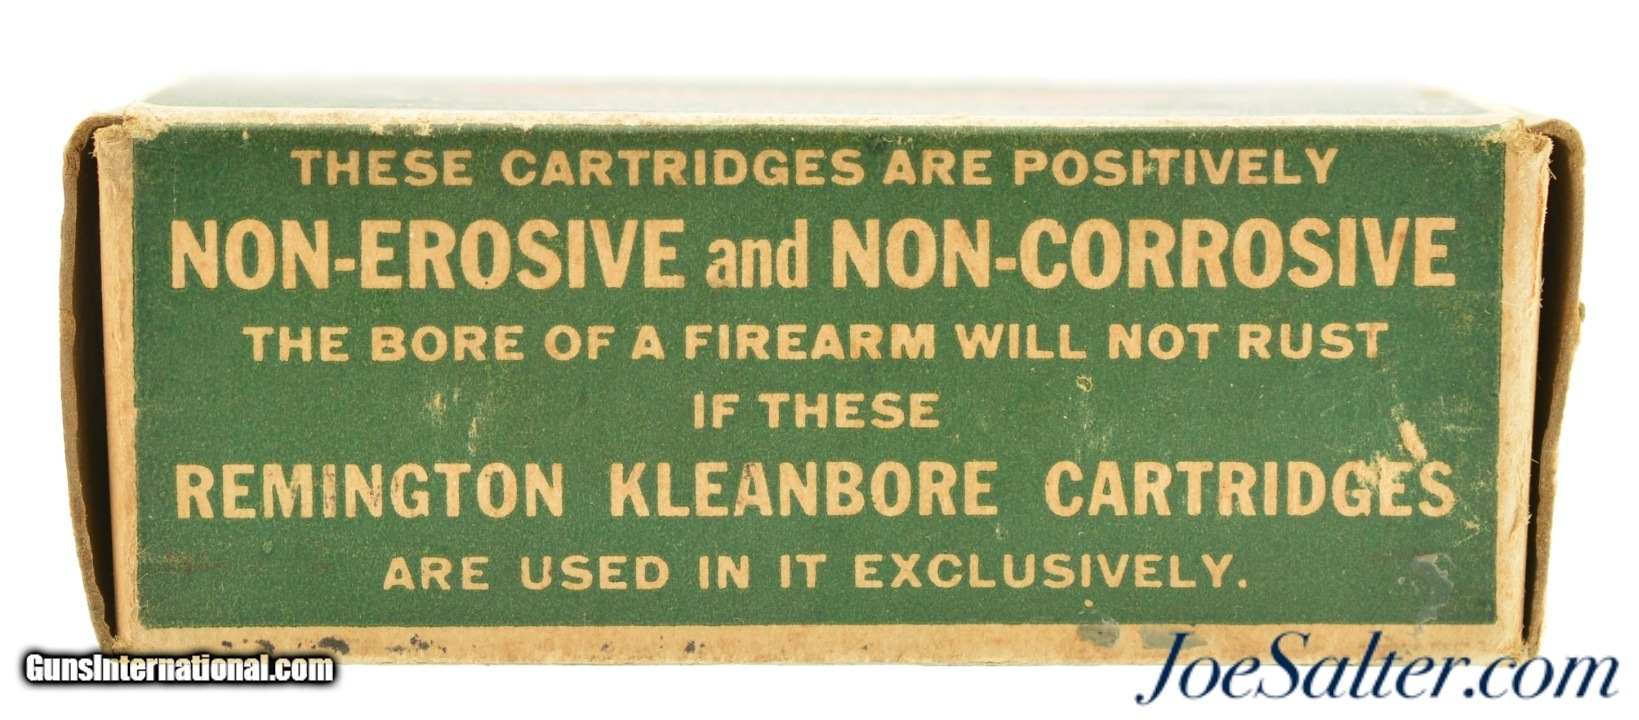 THESE CARTRIDGES ARE POSITIVELY
NON-EROSIVE and NON-CORROSIVE
THE BORE OF A FIREARM WILL NOT RUST
IF THESE
REMINGTON KLEANBORE CARTRIDGES
ARE USED IN IT EXCLUSIVELY.
GunsInternational.com
JoeSalter.com